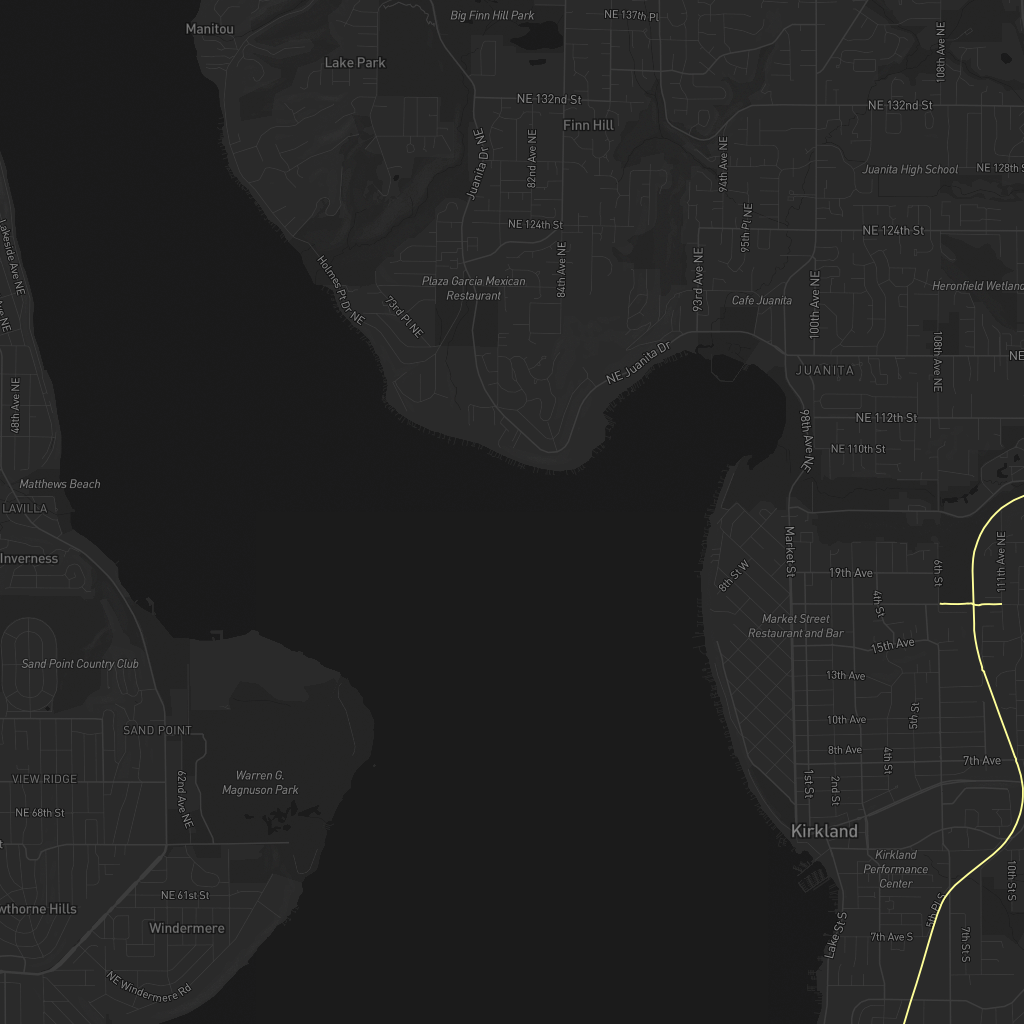 Manitou
Big Finn Hill Park
NE 137th Pl
108th Ave NE
Lake Park
NE 132nd St
NE 132nd St
Finn Hill
Juanita Dr NE
82nd Ave NE
94th Ave NE
Juanita High School
NE 128th S
NE 124th St
95th Pl NE
NE 124th St
Lakeside Ave NE
Holmes Pt Dr NE
84th Ave NE
Plaza Garcia Mexican
Restaurant
93rd Ave NE
Cafe Juanita
100th Ave NE
Heronfield Wetland
Ave NE
73rd Pl NE
108th Ave NE
NE
NE Juanita Dr
JUANITA
48th Ave NE
NE 112th St
98th Ave NE
NE 110th St
Matthews Beach
LAVILLA
Inverness
Market St
111th Ave NE
6th St
8th St W
19th Ave
4th St
Market Street
Restaurant and Bar
15th Ave
Sand Point Country Club
13th Ave
5th St
10th Ave
SAND POINT
8th Ave
4th St
7th Ave
VIEW RIDGE
Warren G.
Magnuson Park
62nd Ave NE
1st St
2nd St
NE 68th St
Kirkland
t
Kirkland
Performance
Center
10th St S
NE 61st St
wthorne Hills
5th Pl S
Windermere
Lake St S
7th Ave S
7th St S
NE Windermere Rd